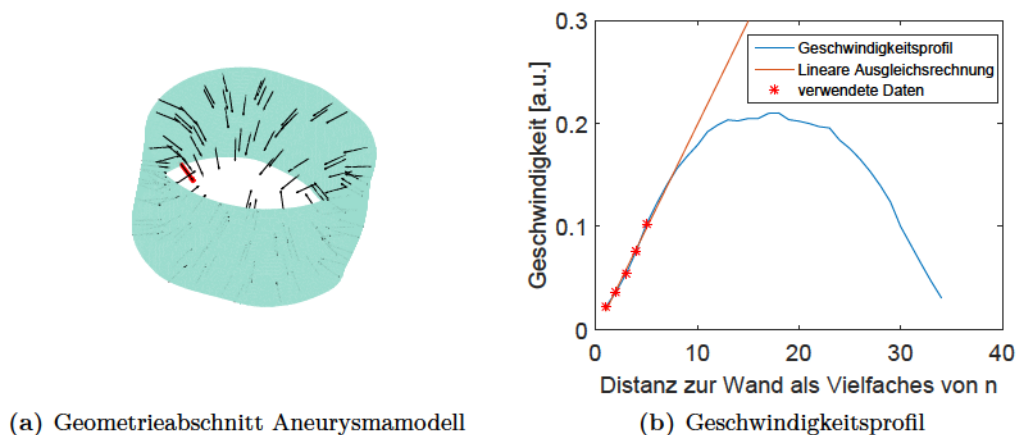 0.3
0.2
0.1
0
Geschwindigkeit [a.u.]
Geschwindigkeitsprofil
Lineare Ausgleichsrechnung
verwendete Daten
0 10 20 30 40
Distanz zur Wand als Vielfaches von n
(a) Geometrieabschnitt Aneurysmamodell
(b) Geschwindigkeitsprofil